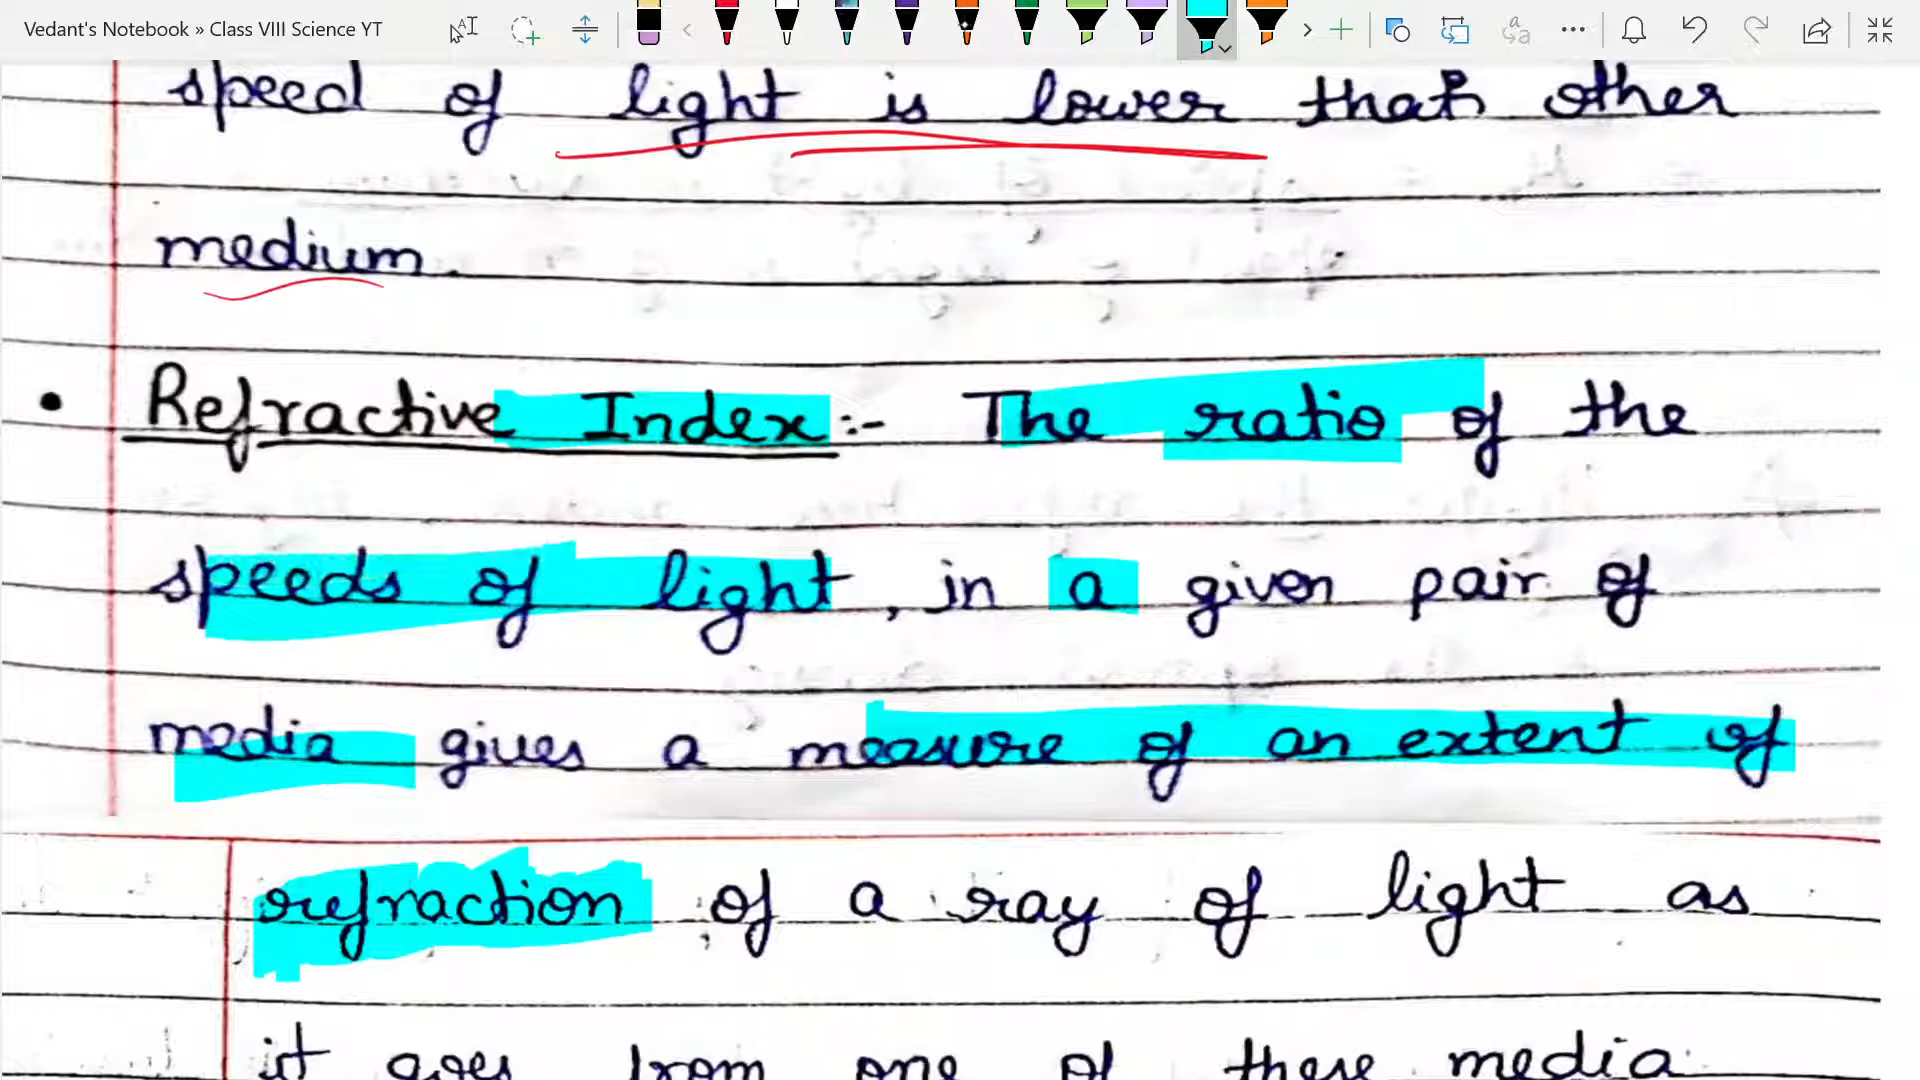 Vedant's Notebook » Class VIII Science YT
speed of light is lower than other
medium.
• Refractive Index :- The ratio of the
speeds of light, in a given pair of
media gives a measure of an extent of
refraction of a ray of light as
it goes from one of these media